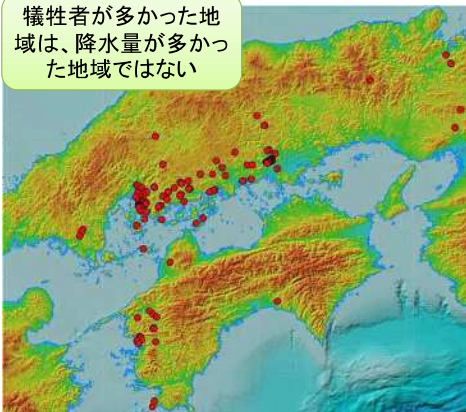 犠牲者が多かった地
域は、降水量が多かっ
た地域ではない